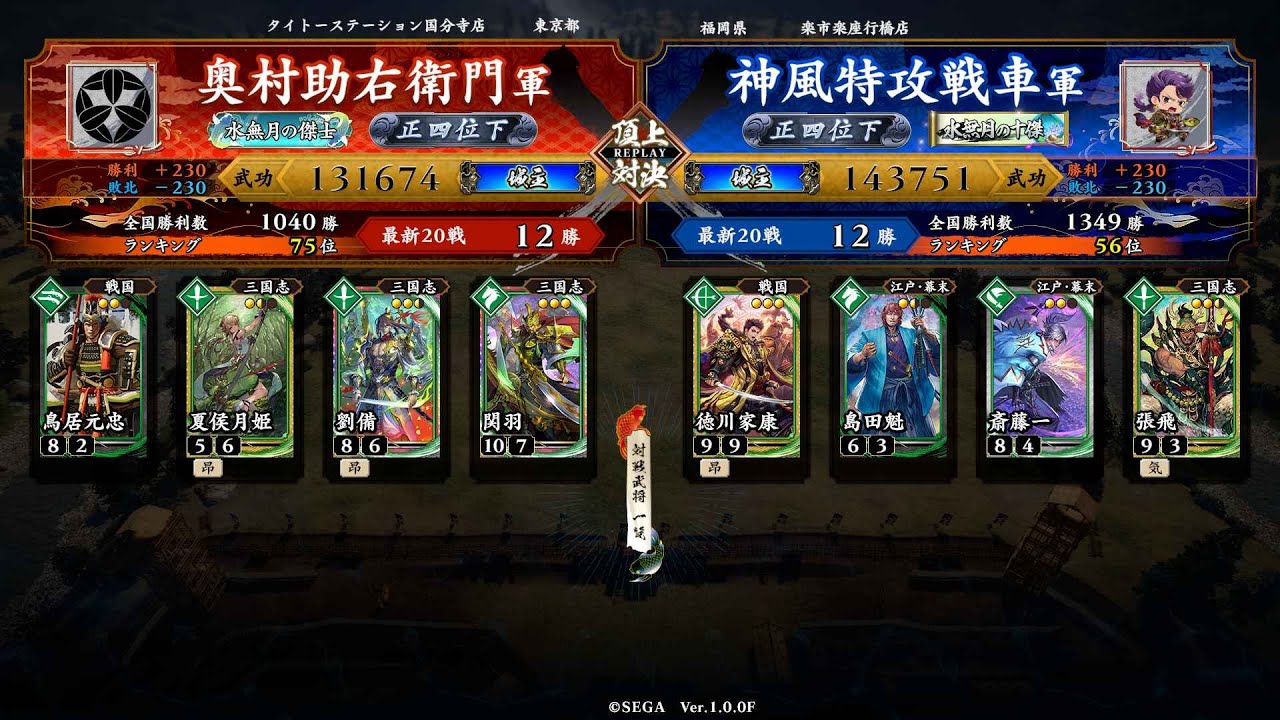 タイトーステーション国分寺店 東京都
福岡県 楽市楽座行橋店
奥村助右衛門軍
神風特攻戦車軍
水無月の傑士 正四位下
正四位下 水無月の十傑
頂上
REPLAY
対決
勝利 +230
敗北 -230
武功 131674 城主
城主 143751 武功
勝利 +230
敗北 -230
全国勝利数 1040勝
ランキング 75位
最新20戦 12勝
最新20戦 12勝
全国勝利数 1349勝
ランキング 56位
戦国 三国志 三国志 三国志
戦国 江戸・幕末 江戸・幕末 三国志
鳥居元忠 夏侯月姫 劉備 関羽
徳川家康 島田魁 斎藤一 張飛
8 2 5 6 8 6 10 7
9 9 6 3 8 4 9 3
昴 昴
昴 気
対戦武将一覧
©SEGA Ver.1.0.0F